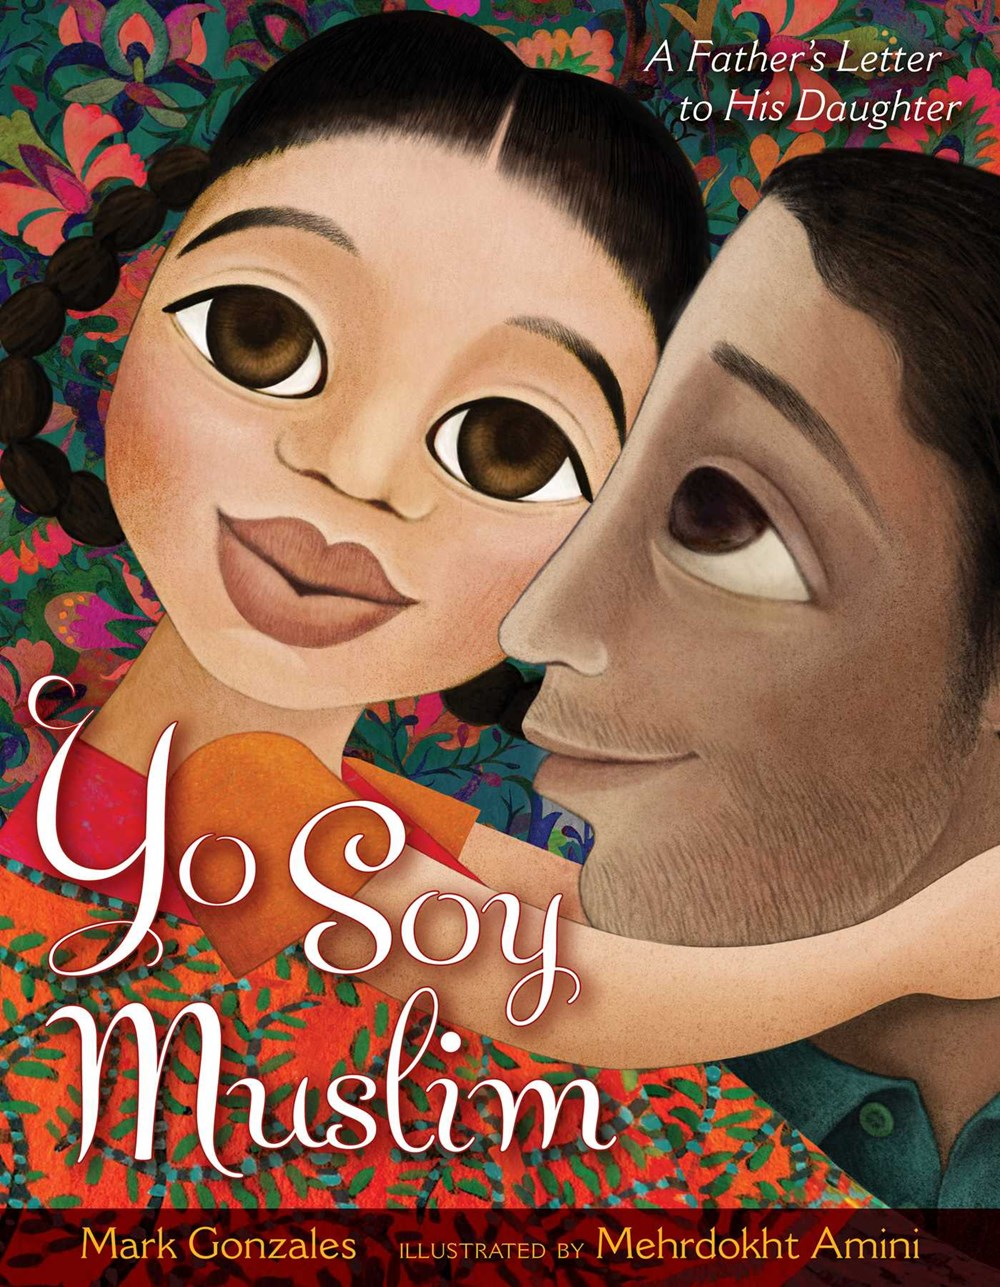 A Father's Letter
to His Daughter
Yo Soy
Muslim
Mark Gonzales ILLUSTRATED BY Mehrdokht Amini